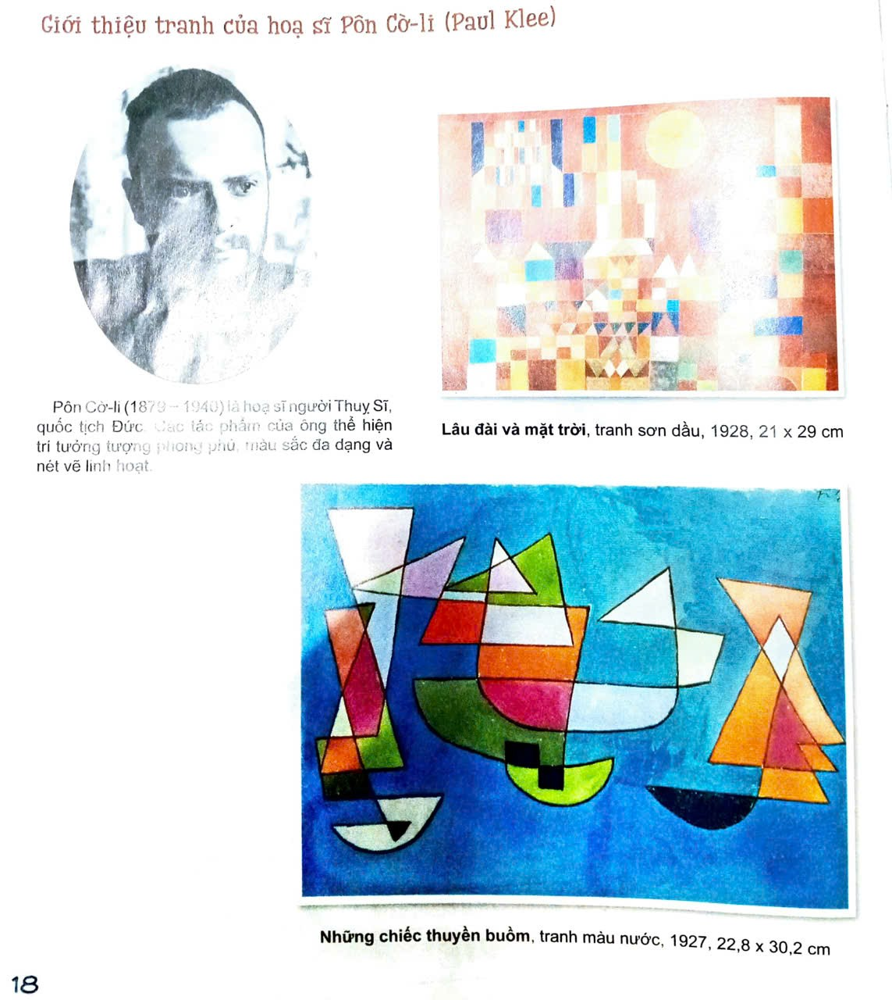 Giới thiệu tranh của hoạ sĩ Pôn Cờ-li (Paul Klee)
Pôn Cờ-li (1879 – 1940) là hoạ sĩ người Thuỵ Sĩ,
quốc tịch Đức. Các tác phẩm của ông thể hiện
trí tưởng tượng phong phú, màu sắc đa dạng và
nét vẽ linh hoạt.
Lâu đài và mặt trời, tranh sơn dầu, 1928, 21 x 29 cm
Những chiếc thuyền buồm, tranh màu nước, 1927, 22,8 x 30,2 cm
18